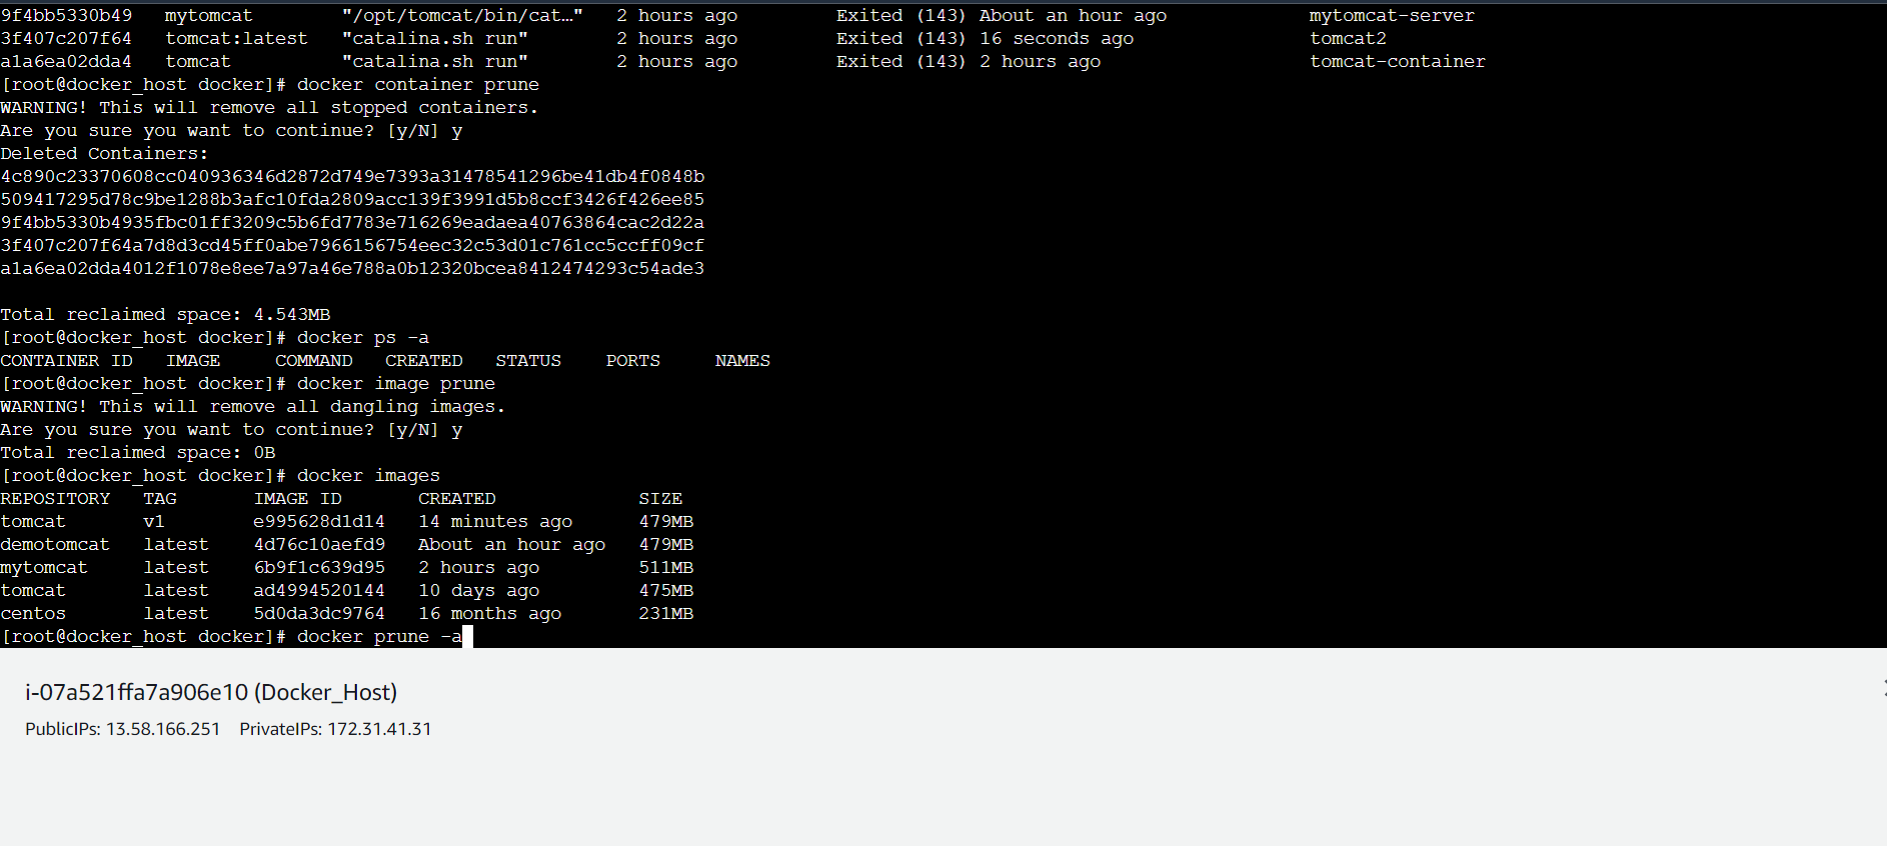 9f4bb5330b49   mytomcat        "/opt/tomcat/bin/cat…"   2 hours ago         Exited (143) About an hour ago             mytomcat-server
3f407c207f64   tomcat:latest   "catalina.sh run"        2 hours ago         Exited (143) 16 seconds ago                tomcat2
a1a6ea02dda4   tomcat          "catalina.sh run"        2 hours ago         Exited (143) 2 hours ago                   tomcat-container
[root@docker_host docker]# docker container prune
WARNING! This will remove all stopped containers.
Are you sure you want to continue? [y/N] y
Deleted Containers:
4c890c23370608cc040936346d2872d749e7393a31478541296be41db4f0848b
509417295d78c9be1288b3afc10fda2809acc139f3991d5b8ccf3426f426ee85
9f4bb5330b4935fbc01ff3209c5b6fd7783e716269eadaea40763864cac2d22a
3f407c207f64a7d8d3cd45ff0abe7966156754eec32c53d01c761cc5ccff09cf
a1a6ea02dda4012f1078e8ee7a97a46e788a0b12320bcea8412474293c54ade3
Total reclaimed space: 4.543MB
[root@docker_host docker]# docker ps -a
CONTAINER ID   IMAGE     COMMAND   CREATED   STATUS    PORTS     NAMES
[root@docker_host docker]# docker image prune
WARNING! This will remove all dangling images.
Are you sure you want to continue? [y/N] y
Total reclaimed space: 0B
[root@docker_host docker]# docker images
REPOSITORY   TAG       IMAGE ID       CREATED             SIZE
tomcat       v1        e995628d1d14   14 minutes ago      479MB
demotomcat   latest    4d76c10aefd9   About an hour ago   479MB
mytomcat     latest    6b9f1c639d95   2 hours ago         511MB
tomcat       latest    ad4994520144   10 days ago         475MB
centos       latest    5d0da3dc9764   16 months ago       231MB
[root@docker_host docker]# docker prune -a
i-07a521ffa7a906e10 (Docker_Host)
PublicIPs: 13.58.166.251    PrivateIPs: 172.31.41.31